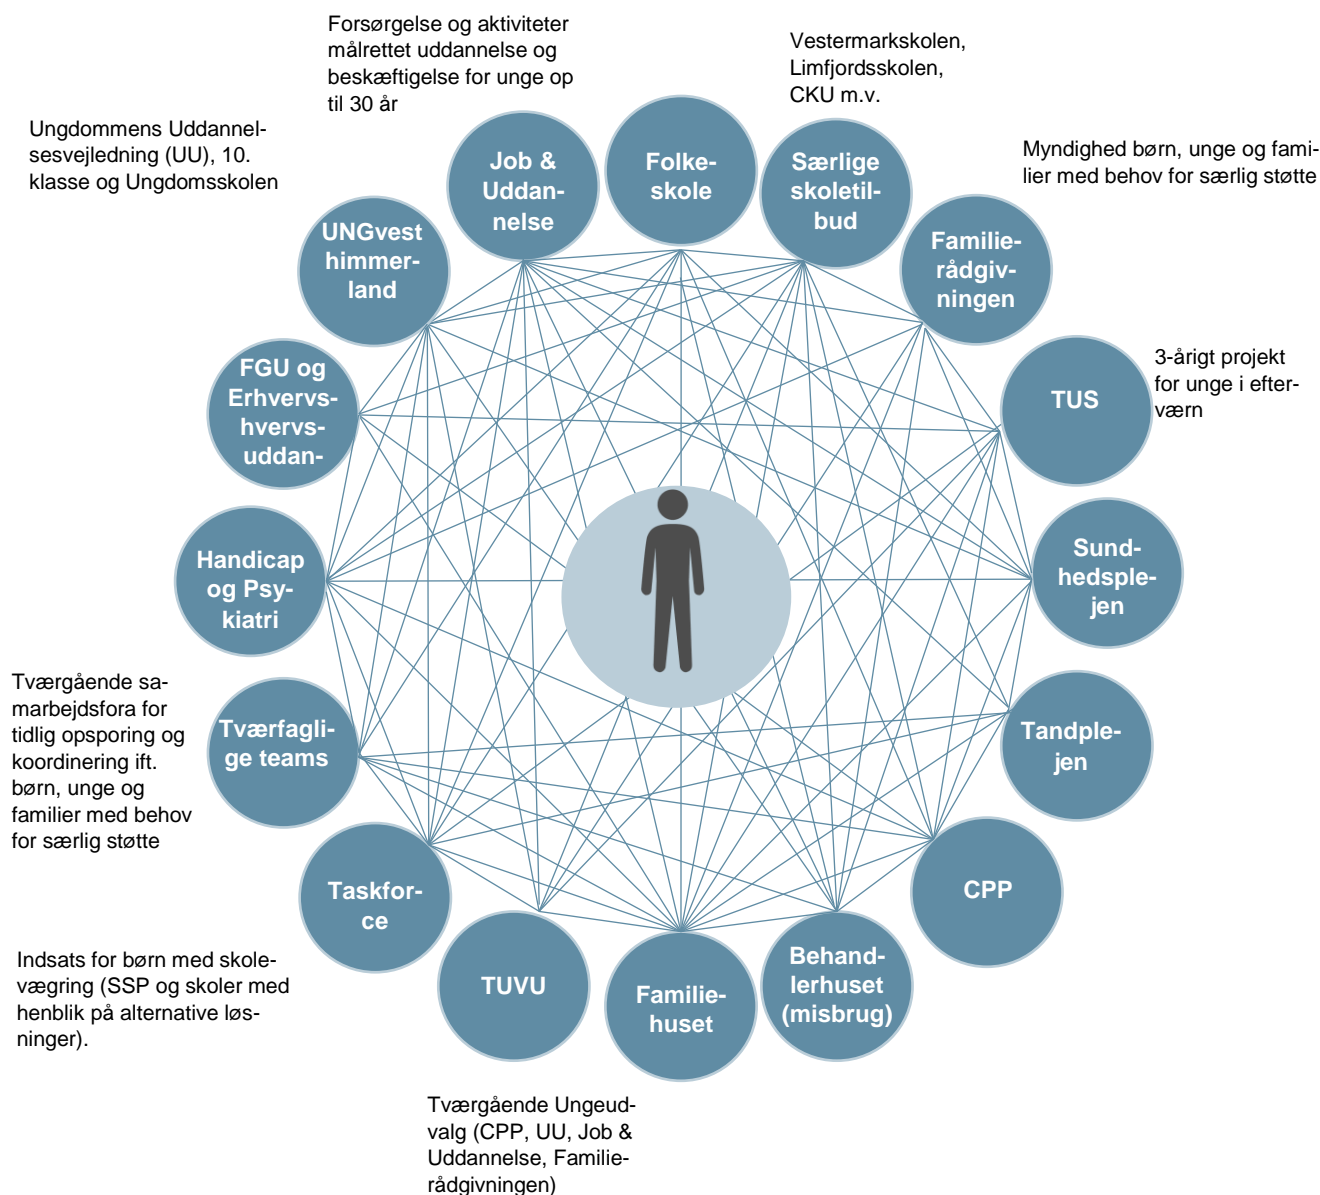 Forsørgelse og aktiviteter
målrettet uddannelse og
beskæftigelse for unge op
til 30 år
Vestermarkskolen,
Limfjordsskolen,
CKU m.v.
Ungdommens Uddannel-
sesvejledning (UU), 10.
klasse og Ungdomsskolen
Myndighed børn, unge og fami-
lier med behov for særlig støtte
Job &
Uddan-
nelse
Folke-
skole
Særlige
skoletil-
bud
UNGvest
himmer-
land
Familie-
rådgiv-
ningen
FGU og
Erhvervs-
hvervs-
uddan-
TUS
3-årigt projekt
for unge i efter-
værn
Handicap
og Psy-
kiatri
Sund-
hedsple-
jen
Tværgående sa-
marbejdsfora for
tidlig opsporing og
koordinering ift.
børn, unge og
familier med behov
for særlig støtte
Tværfagli-
ge teams
Tandple-
jen
Taskfor-
ce
CPP
Indsats for børn med skole-
vægring (SSP og skoler med
henblik på alternative løs-
ninger).
TUVU
Familie-
huset
Behand-
lerhuset
(misbrug)
Tværgående Ungeud-
valg (CPP, UU, Job &
Uddannelse, Familie-
rådgivningen)